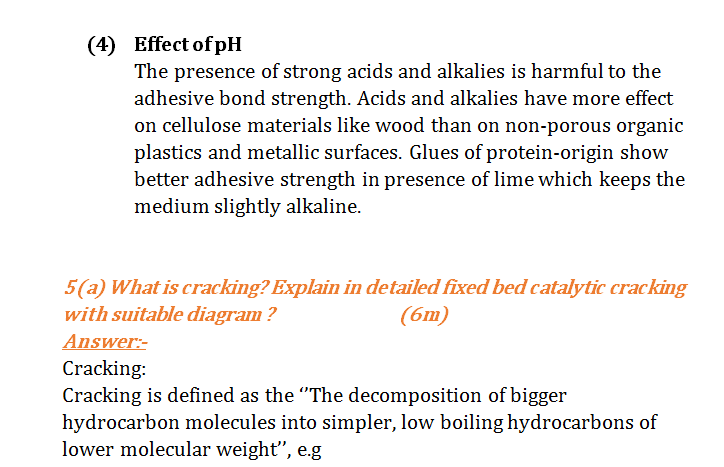 (4) Effect of pH
The presence of strong acids and alkalies is harmful to the
adhesive bond strength. Acids and alkalies have more effect
on cellulose materials like wood than on non-porous organic
plastics and metallic surfaces. Glues of protein-origin show
better adhesive strength in presence of lime which keeps the
medium slightly alkaline.
5(a) What is cracking? Explain in detailed fixed bed catalytic cracking
with suitable diagram ? (6m)
Answer:-
Cracking:
Cracking is defined as the ‘’The decomposition of bigger
hydrocarbon molecules into simpler, low boiling hydrocarbons of
lower molecular weight’’, e.g